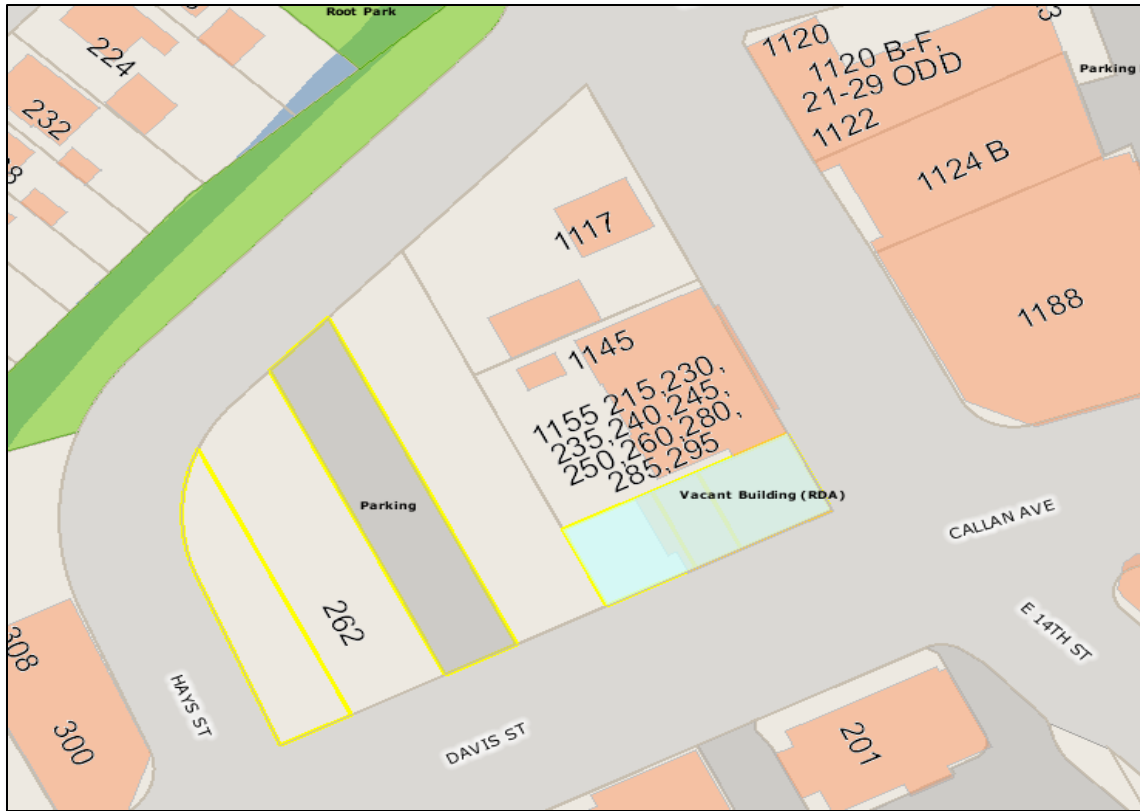 Root Park
224
232
1120
1120 B-F,
21-29 ODD
1122
Parking
1124 B
1188
1117
1145
1155 215,230,
235,240,245,
250,260,280,
285,295
Vacant Building (RDA)
Parking
262
CALLAN AVE
E 14TH ST
HAYS ST
DAVIS ST
308
300
201